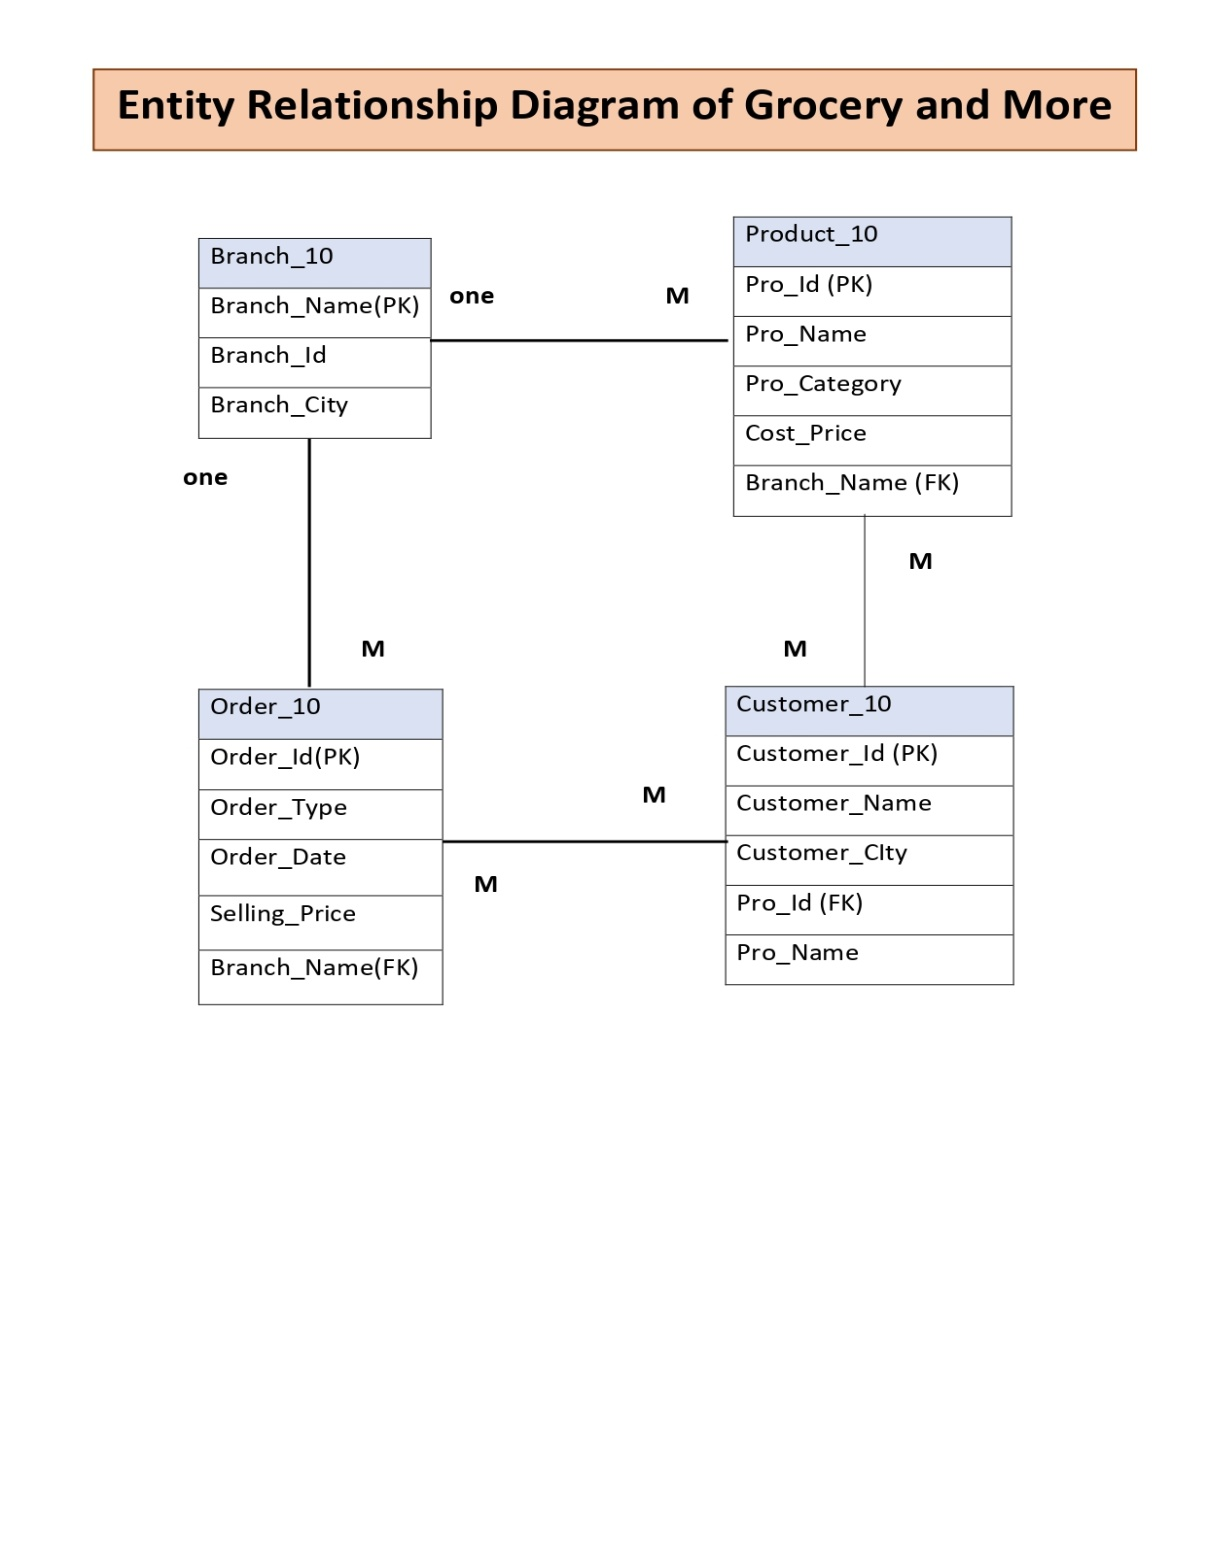 Entity Relationship Diagram of Grocery and More
Branch_10
Branch_Name(PK)
Branch_Id
Branch_City
one
M
Product_10
Pro_Id (PK)
Pro_Name
Pro_Category
Cost_Price
Branch_Name (FK)
one
M
M
M
Order_10
Order_Id(PK)
Order_Type
Order_Date
Selling_Price
Branch_Name(FK)
M
M
Customer_10
Customer_Id (PK)
Customer_Name
Customer_CIty
Pro_Id (FK)
Pro_Name